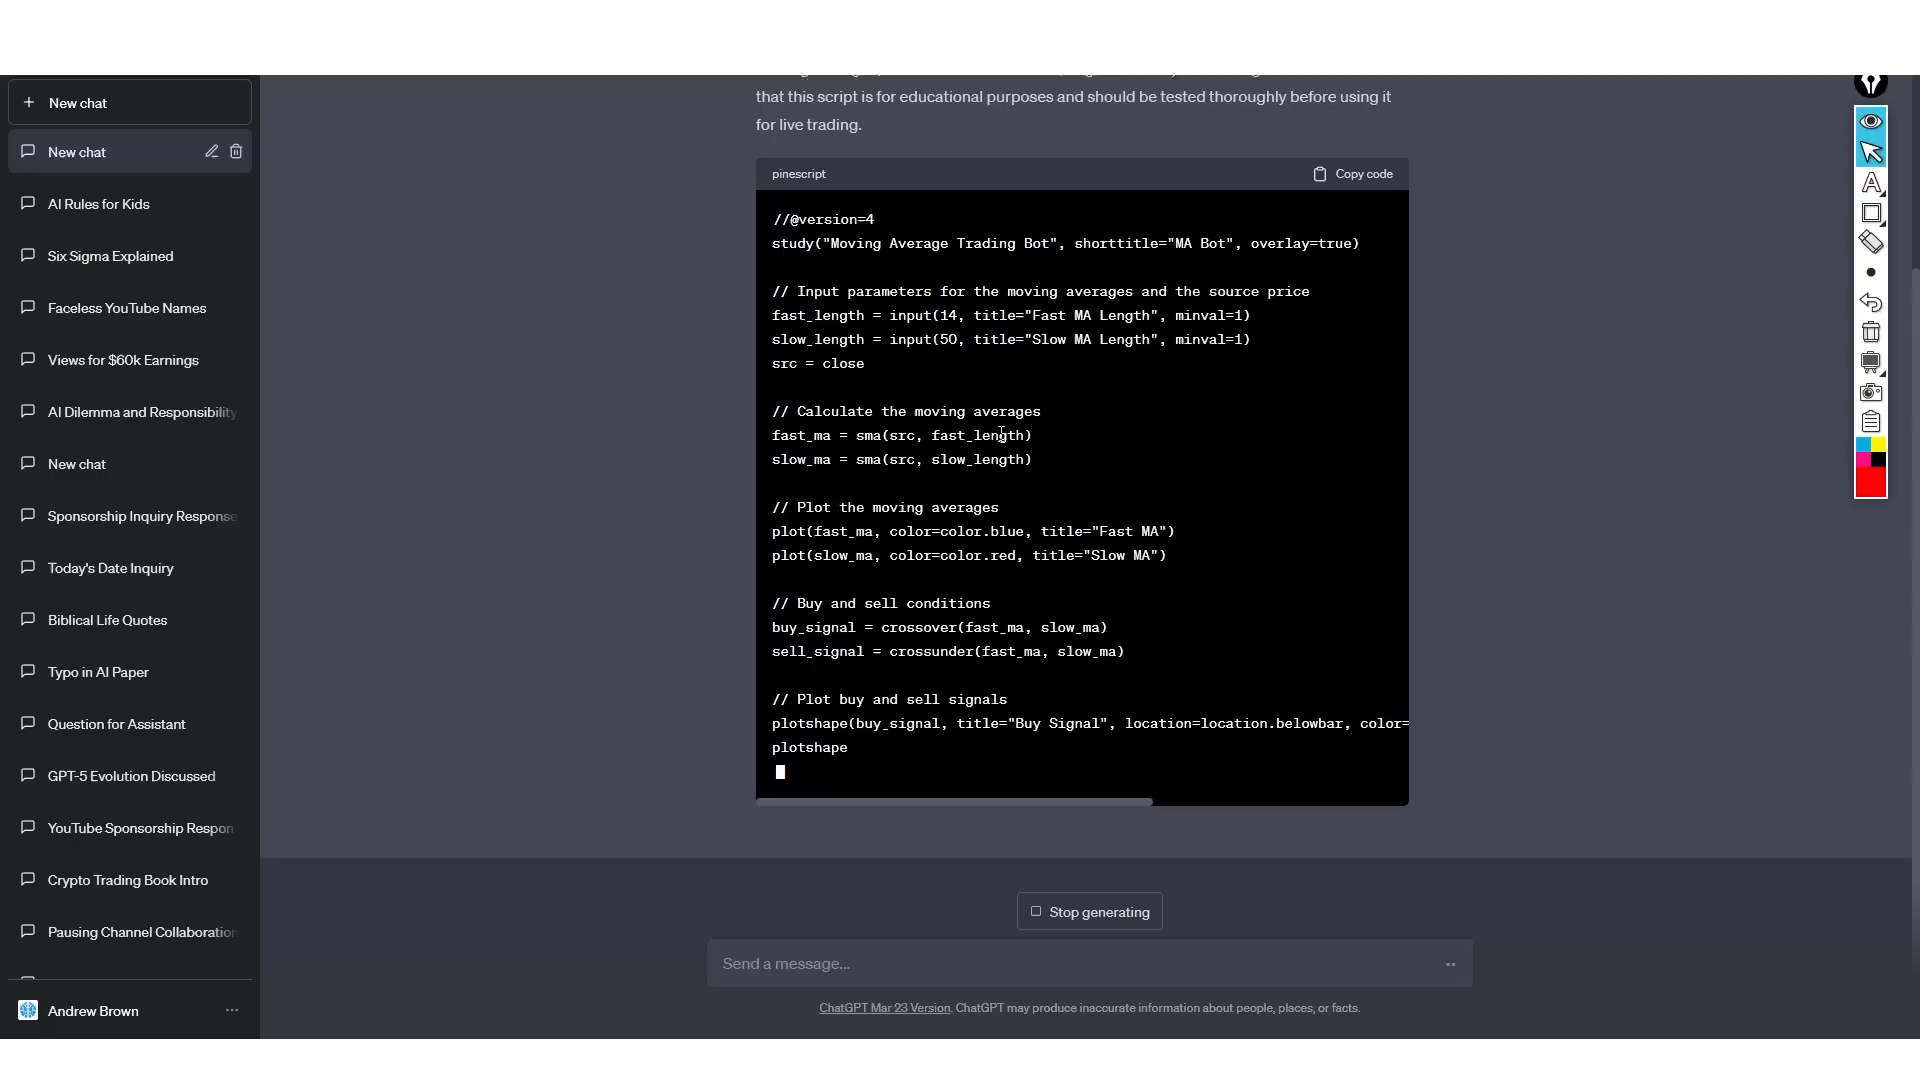 New chat
New chat
AI Rules for Kids
Six Sigma Explained
Faceless YouTube Names
Views for $60k Earnings
AI Dilemma and Responsibility
New chat
Sponsorship Inquiry Response
Today's Date Inquiry
Biblical Life Quotes
Typo in AI Paper
Question for Assistant
GPT-5 Evolution Discussed
YouTube Sponsorship Respon
Crypto Trading Book Intro
Pausing Channel Collaboration
Andrew Brown
that this script is for educational purposes and should be tested thoroughly before using it
for live trading.
pinescript
Copy code
//@version=4
study("Moving Average Trading Bot", shorttitle="MA Bot", overlay=true)
// Input parameters for the moving averages and the source price
fast_length = input(14, title="Fast MA Length", minval=1)
slow_length = input(50, title="Slow MA Length", minval=1)
src = close
// Calculate the moving averages
fast_ma = sma(src, fast_length)
slow_ma = sma(src, slow_length)
// Plot the moving averages
plot(fast_ma, color=color.blue, title="Fast MA")
plot(slow_ma, color=color.red, title="Slow MA")
// Buy and sell conditions
buy_signal = crossover(fast_ma, slow_ma)
sell_signal = crossunder(fast_ma, slow_ma)
// Plot buy and sell signals
plotshape(buy_signal, title="Buy Signal", location=location.belowbar, color=
plotshape
Stop generating
Send a message...
ChatGPT Mar 23 Version. ChatGPT may produce inaccurate information about people, places, or facts.